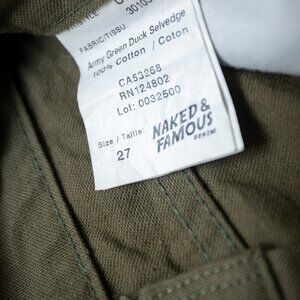 FABRIC/TISSU:
Army Green Duck Selvedge
100% Cotton / Coton
CA53268
RN124802
Lot: 0032500
Size / Taille:
27
NAKED &
FAMOUS
DENIM